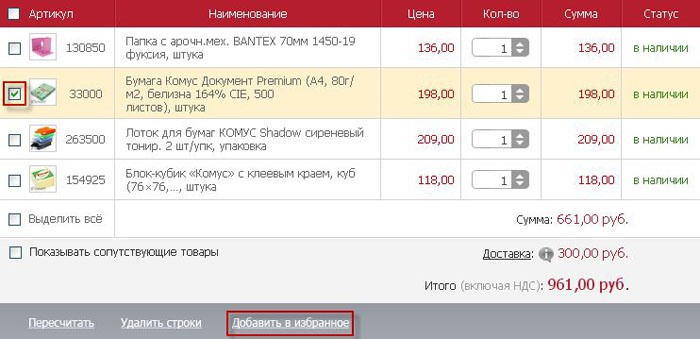 Артикул Наименование Цена Кол-во Сумма Статус
130850 Папка с арочн.мех. BANTEX 70мм 1450-19 136,00 1 136,00 в наличии
фуксия, штука
Бумага Комус Документ Premium (A4, 80г/
33000 м2, белизна 164% CIE, 500 198,00 1 198,00 в наличии
листов), штука
263500 Лоток для бумаг КОМУС Shadow сиреневый 209,00 1 209,00 в наличии
тонир. 2 шт/упк, упаковка
154925 Блок-кубик «Комус» с клеевым краем, куб 118,00 1 118,00 в наличии
(76×76,..., штука
Выделить всё Сумма: 661,00 руб.
Показывать сопутствующие товары Доставка: 300,00 руб.
Итого (включая НДС): 961,00 руб.
Пересчитать Удалить строки Добавить в избранное